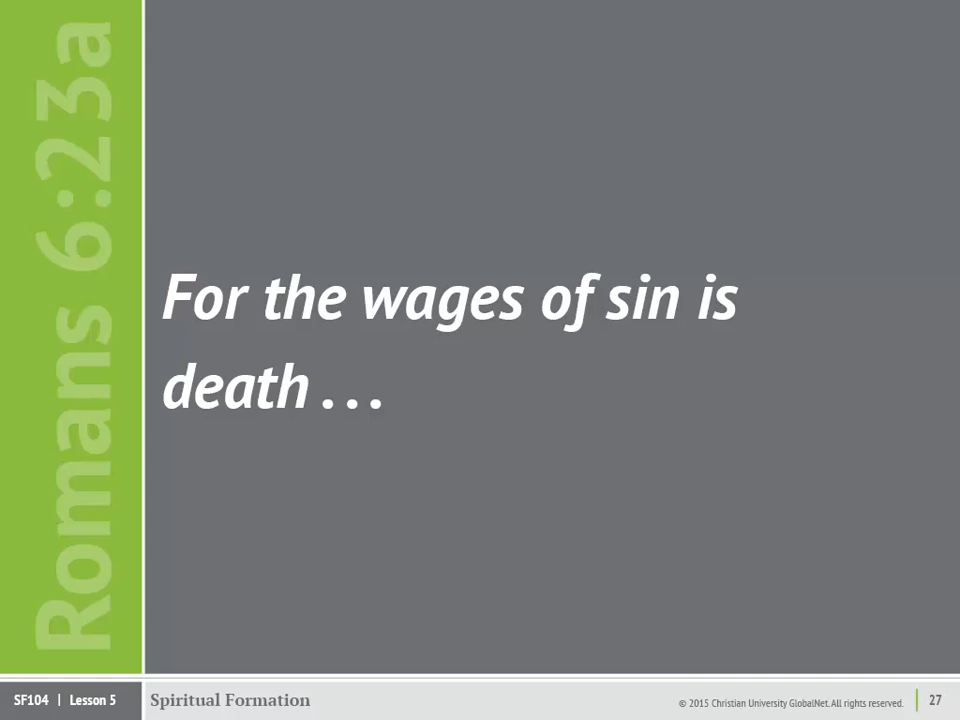 Romans 6:23a
For the wages of sin is
death . . .
SF104 | Lesson 5
Spiritual Formation
© 2015 Christian University GlobalNet. All rights reserved.
27